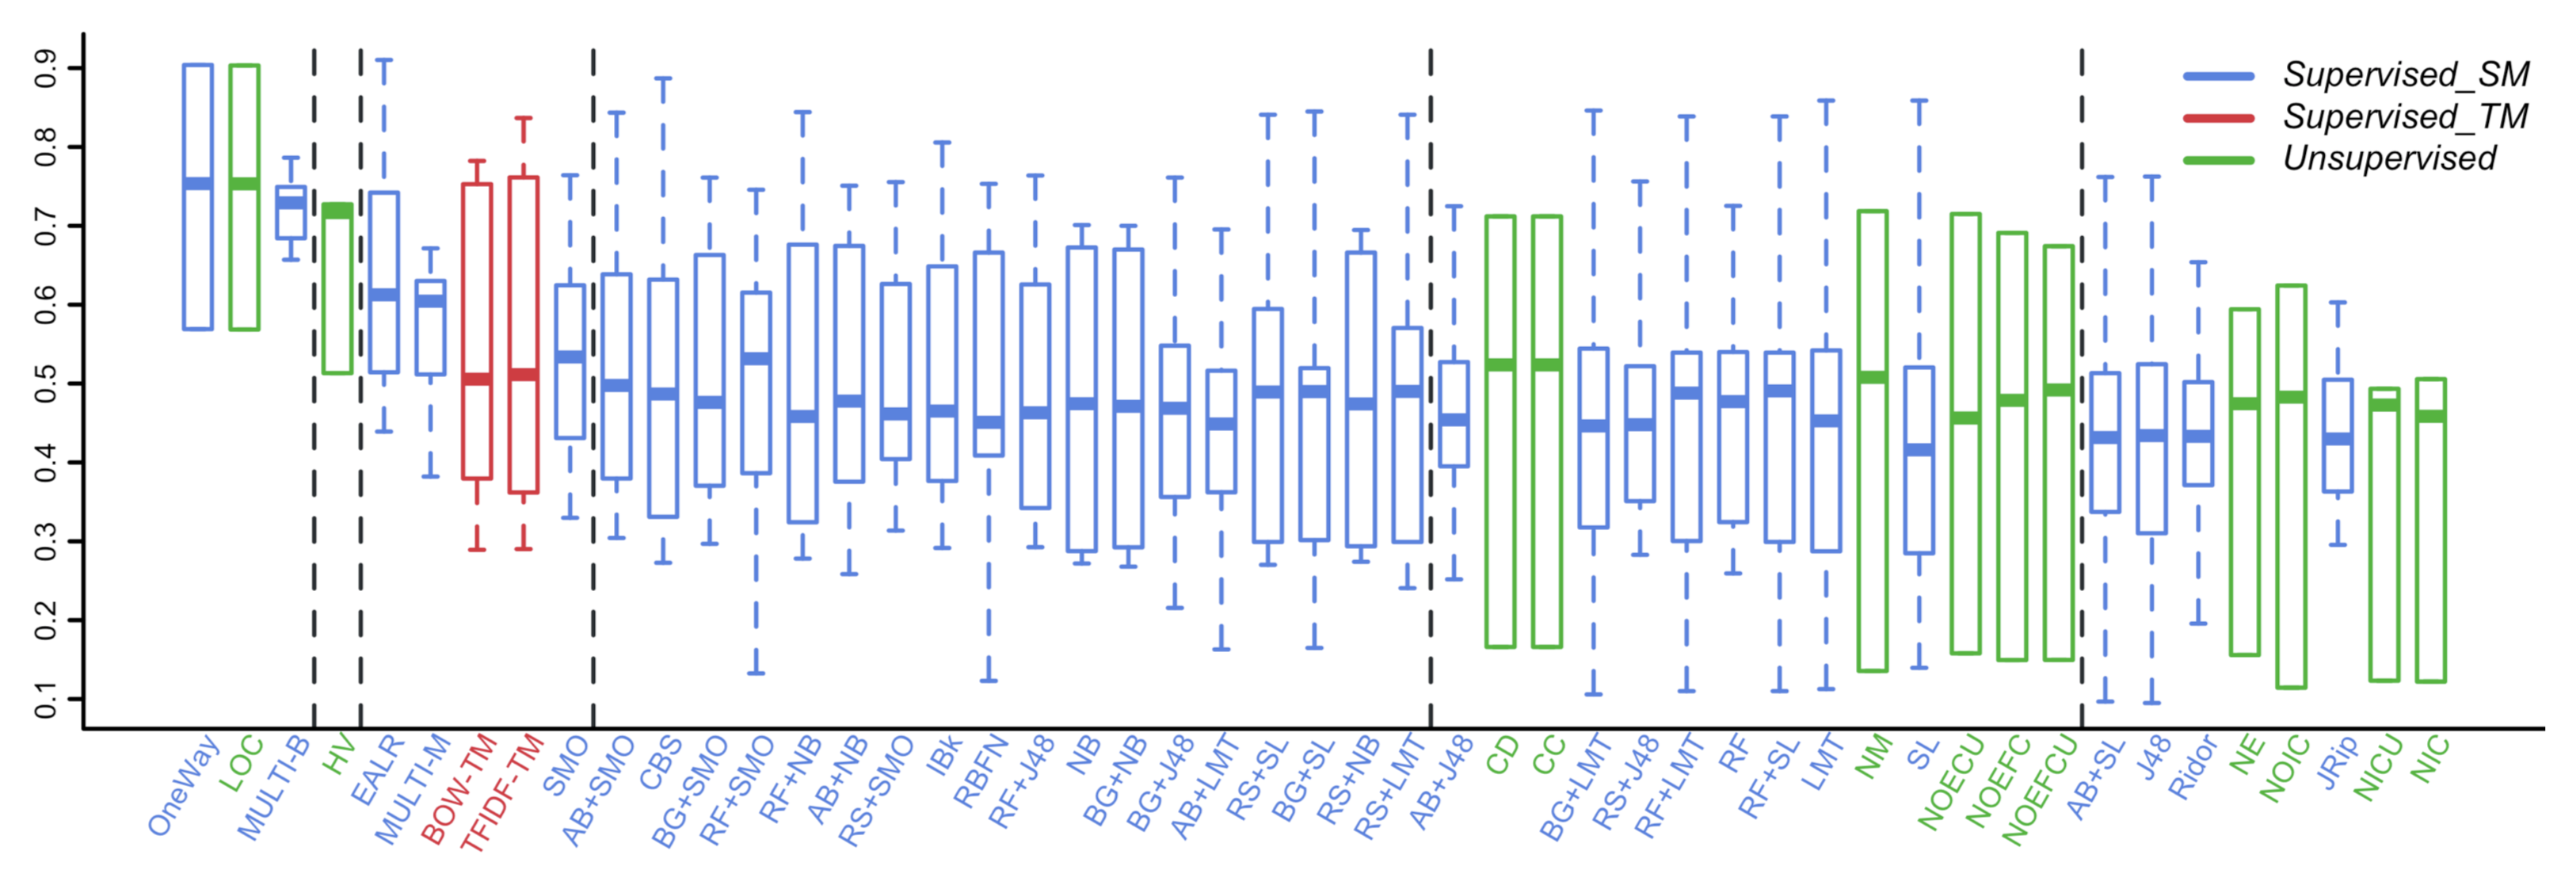 0.9
0.8
0.7
0.6
0.5
0.4
0.3
0.2
0.1
Supervised_SM
Supervised_TM
Unsupervised
OneWay
LOC
MULTI-B
HV
EALR
MULTI-M
BOW-TM
TFIDF-TM
SMO
AB+SMO
CBS
BG+SMO
RF+SMO
RF+NB
AB+NB
RS+SMO
IBk
RBFN
RF+J48
NB
BG+NB
BG+J48
AB+LMT
RS+SL
BG+SL
RS+NB
RS+LMT
AB+J48
CD
CC
BG+LMT
RS+J48
RF+LMT
RF
RF+SL
LMT
NM
SL
NOECU
NOEFC
NOEFCU
AB+SL
J48
Ridor
NE
NOIC
JRip
NICU
NIC